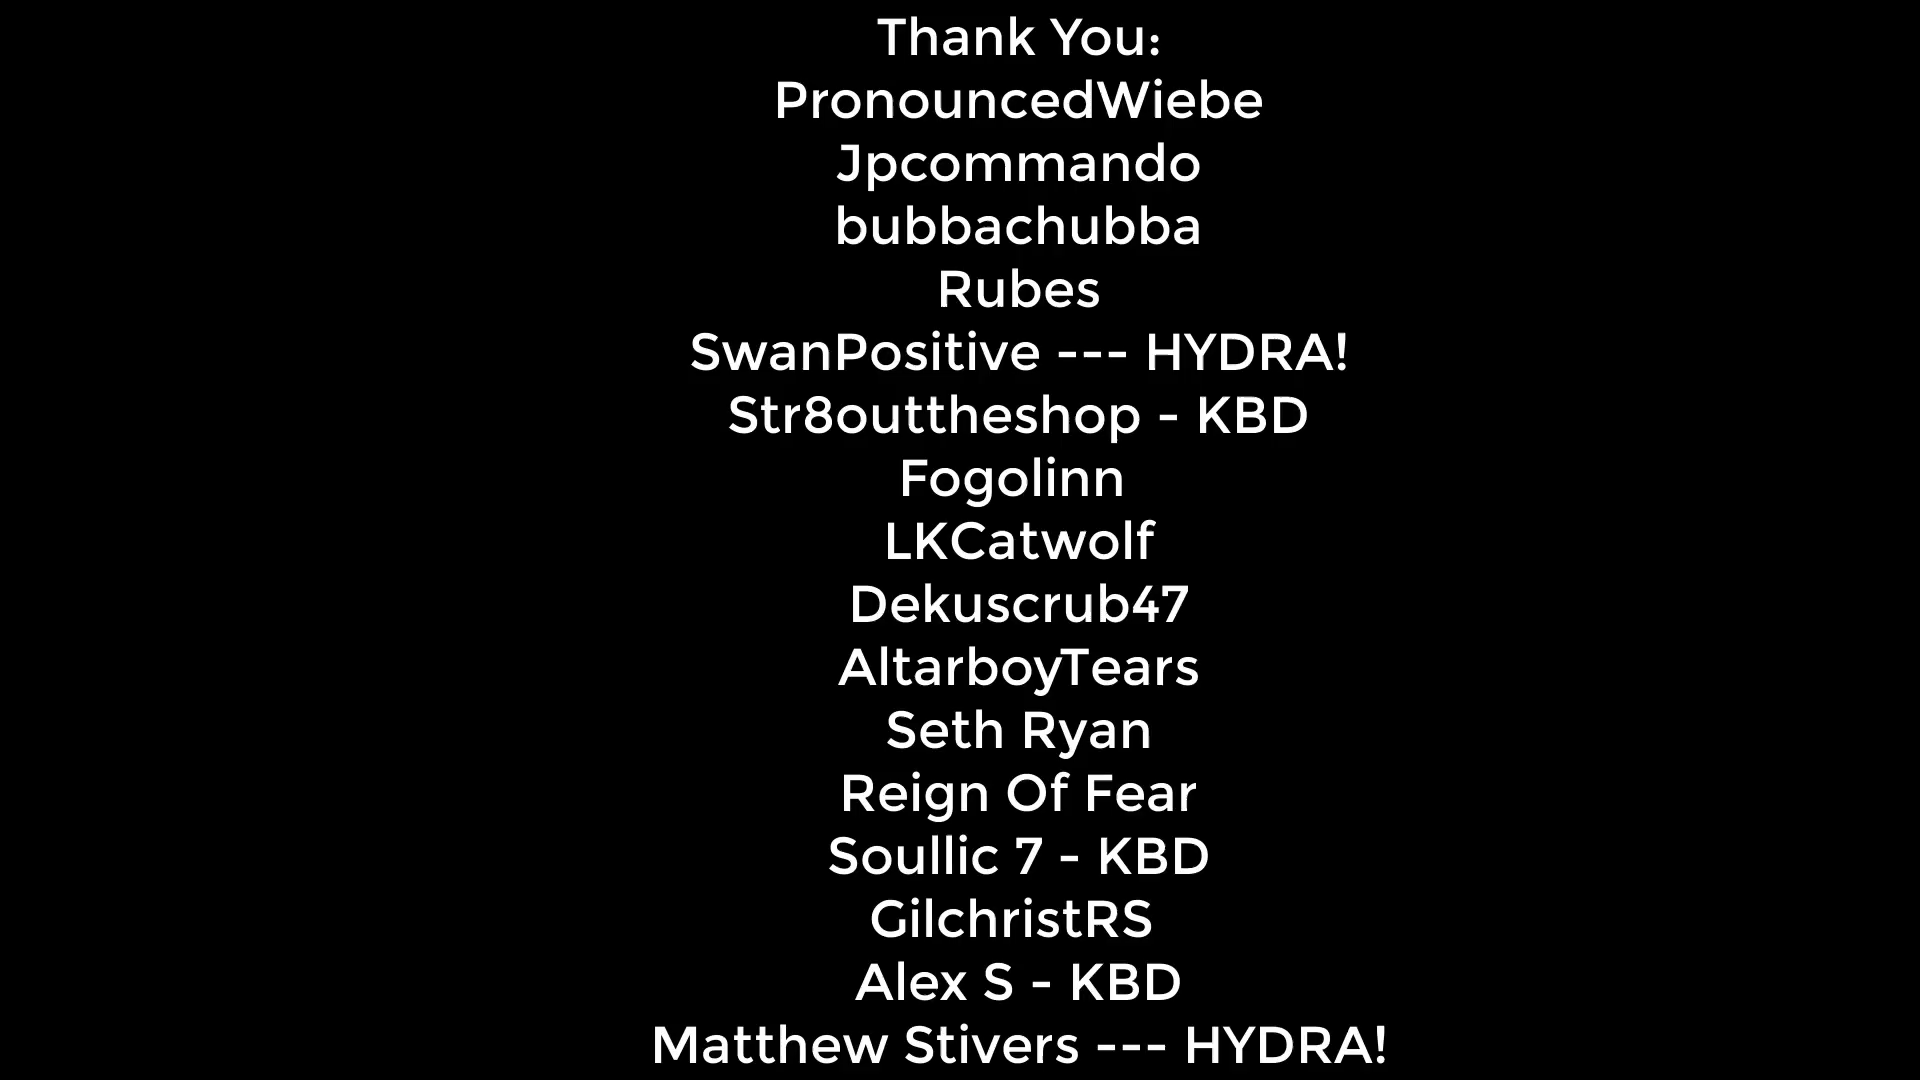 Thank You:
PronouncedWiebe
Jpcommando
bubbachubba
Rubes
SwanPositive --- HYDRA!
Str8outtheshop - KBD
Fogolinn
LKCatwolf
Dekuscrub47
AltarboyTears
Seth Ryan
Reign Of Fear
Soullic 7 - KBD
GilchristRS
Alex S - KBD
Matthew Stivers --- HYDRA!